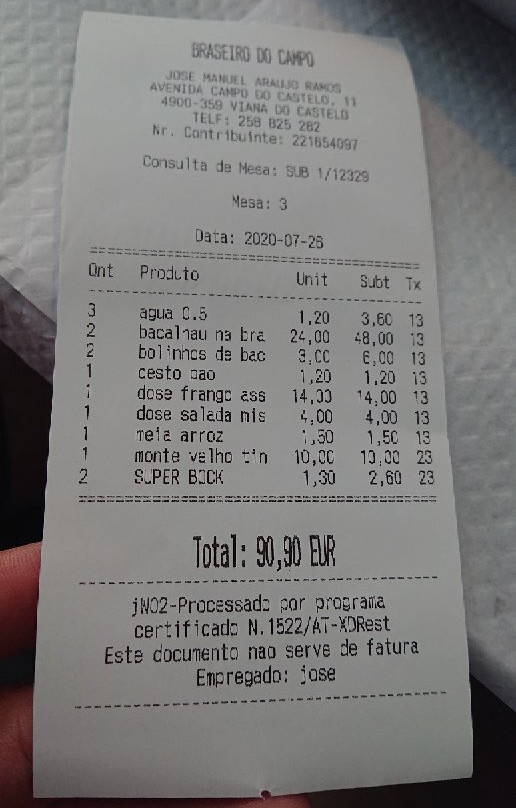 BRASEIRO DO CAMPO
JOSE MANUEL ARAUJO RAMOS
AVENIDA CAMPO DO CASTELO, 11
4900-359 VIANA DO CASTELO
TELF: 258 825 282
Nr. Contribuinte: 221654097
Consulta de Mesa: SUB 1/12329
Mesa: 3
Data: 2020-07-26
Qnt Produto Unit Subt Tx
3 agua 0.5 1,20 3,60 13
2 bacalhau na bra 24,00 48,00 13
2 bolinhos de bac 3,00 6,00 13
1 cesto pao 1,20 1,20 13
1 dose frango ass 14,00 14,00 13
1 dose salada mis 4,00 4,00 13
1 meia arroz 1,50 1,50 13
1 monte velho tin 10,00 10,00 23
2 SUPER BOCK 1,30 2,60 23
Total: 90,90 EUR
jW02-Processado por programa
certificado N.1522/AT-XDRest
Este documento nao serve de fatura
Empregado: jose